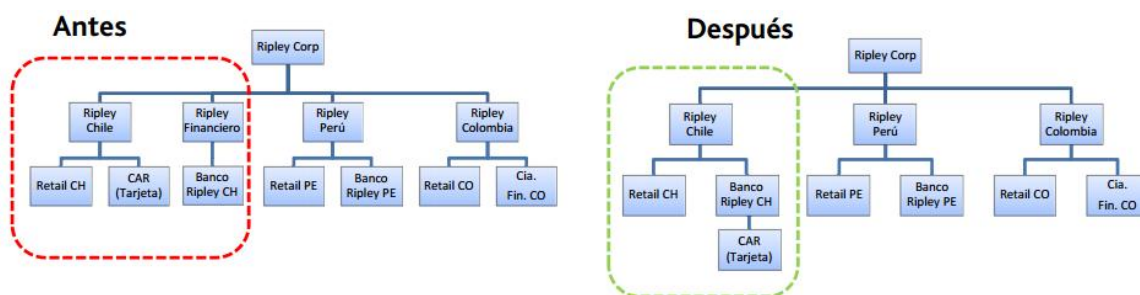 Antes
Ripley Corp
Ripley
Chile
Ripley
Financiero
Ripley
Perú
Ripley
Colombia
Retail CH
CAR
(Tarjeta)
Banco
Ripley CH
Retail PE
Banco
Ripley PE
Retail CO
Cia.
Fin. CO
Después
Ripley Corp
Ripley
Chile
Ripley
Perú
Ripley
Colombia
Retail CH
Banco
Ripley CH
Retail PE
Banco
Ripley PE
Retail CO
Cia.
Fin. CO
CAR
(Tarjeta)